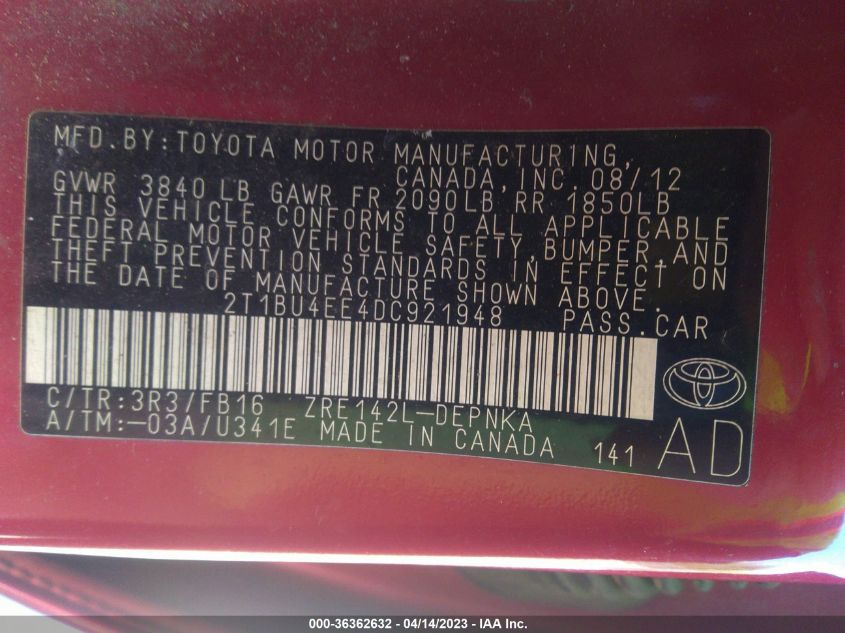 MFD.BY:TOYOTA MOTOR MANUFACTURING,
CANADA,INC.08/12
GVWR 3840 LB GAWR FR 2090LB RR 1850LB
THIS VEHICLE CONFORMS TO ALL APPLICABLE
FEDERAL MOTOR VEHICLE SAFETY,BUMPER,AND
THEFT PREVENTION STANDARDS IN EFFECT ON
THE DATE OF MANUFACTURE SHOWN ABOVE.
2T1BU4EE4DC921948 PASS.CAR
C/TR:3R3/FB16 ZRE142L-DEPNKA
A/TM:-03A/U341E MADE IN CANADA 141 AD
000-36362632 - 04/14/2023 - IAA Inc.